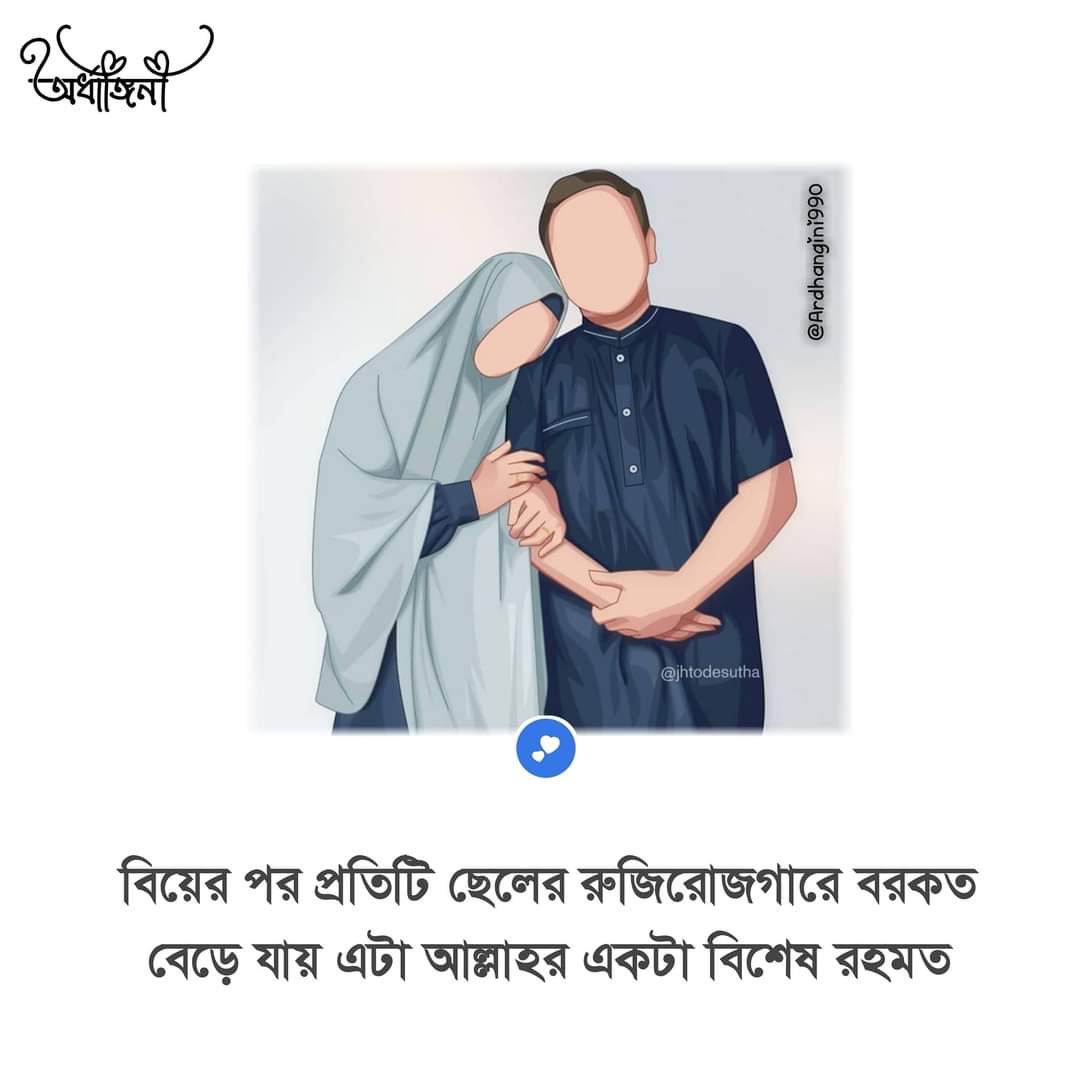 অর্ধাঙ্গিনী
@Ardhangini990
@jhtodesutha
বিয়ের পর প্রতিটি ছেলের রুজিরোজগারে বরকত
বেড়ে যায় এটা আল্লাহর একটা বিশেষ রহমত